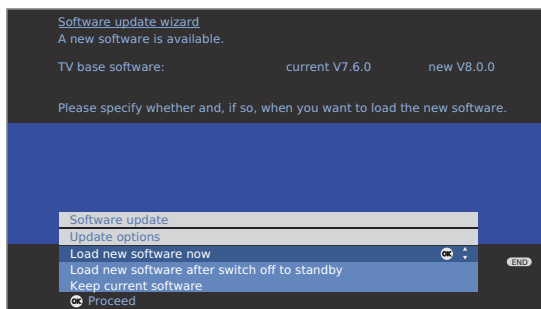 Software update wizard
A new software is available.
TV base software: current V7.6.0 new V8.0.0
Please specify whether and, if so, when you want to load the new software.
Software update
Update options
Load new software now OK
END
Load new software after switch off to standby
Keep current software
OK Proceed